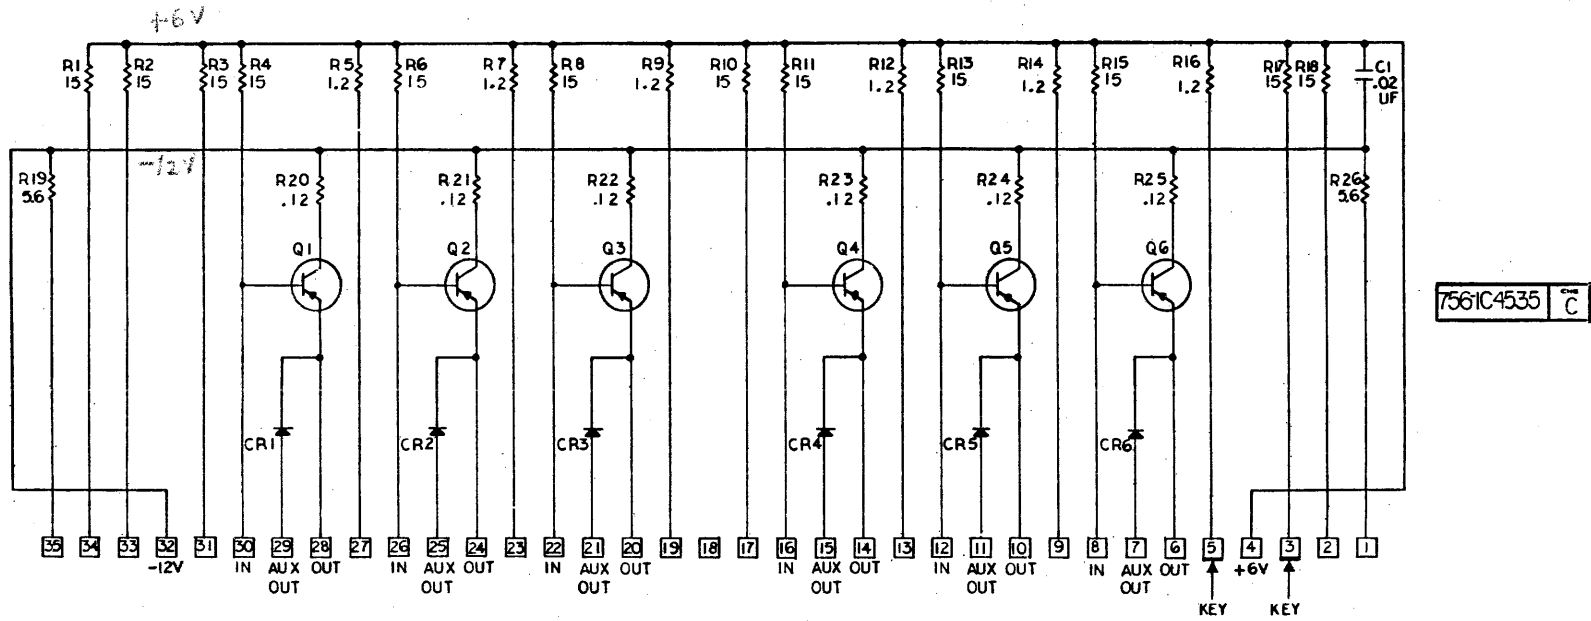 +6V
R1 R2 R3 R4 R5 R6 R7 R8 R9 R10 R11 R12 R13 R14 R15 R16 R17 R18 C1
15 15 15 15 1.2 15 1.2 15 1.2 15 15 1.2 15 1.2 15 1.2 15 15 .02
UF
-12V
R19 R20 R21 R22 R23 R24 R25 R26
5.6 .12 .12 .12 .12 .12 .12 5.6
Q1 Q2 Q3 Q4 Q5 Q6
756-1C4535 CHG C
CR1 CR2 CR3 CR4 CR5 CR6
35 34 33 32 31 30 29 28 27 26 25 24 23 22 21 20 19 18 17 16 15 14 13 12 11 10 9 8 7 6 5 4 3 2 1
-12V IN AUX OUT IN AUX OUT IN AUX OUT IN AUX OUT IN AUX OUT IN AUX OUT +6V
OUT OUT OUT OUT OUT OUT
KEY KEY